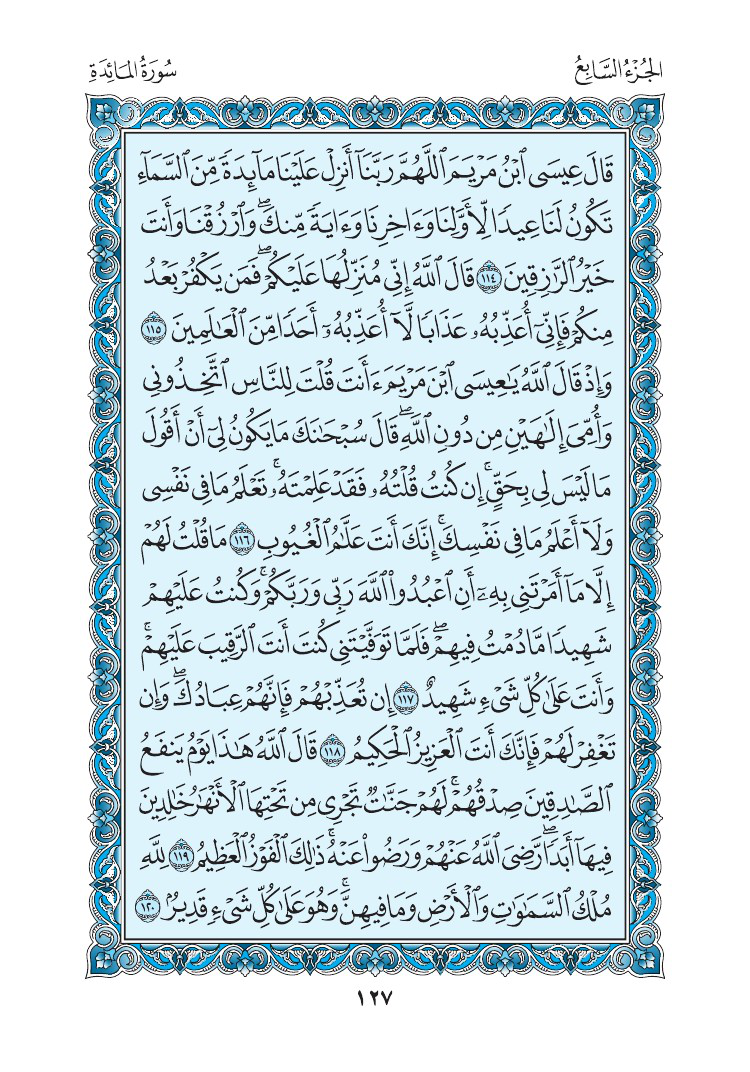 الجُزْءُ السَّابِعُ
سُورَةُ المَائِدَةِ
قَالَ عِيسَى ٱبْنُ مَرْيَمَ ٱللَّهُمَّ رَبَّنَآ أَنزِلْ عَلَيْنَا مَآئِدَةً مِّنَ ٱلسَّمَآءِ
تَكُونُ لَنَا عِيدًا لِّأَوَّلِنَا وَءَاخِرِنَا وَءَايَةً مِّنكَۖ وَٱرْزُقْنَا وَأَنتَ
خَيْرُ ٱلرَّٰزِقِينَ ١١٤ قَالَ ٱللَّهُ إِنِّي مُنَزِّلُهَا عَلَيْكُمْۖ فَمَن يَكْفُرْ بَعْدُ
مِنكُمْ فَإِنِّيٓ أُعَذِّبُهُۥ عَذَابًا لَّآ أُعَذِّبُهُۥٓ أَحَدًا مِّنَ ٱلْعَٰلَمِينَ ١١٥
وَإِذْ قَالَ ٱللَّهُ يَٰعِيسَى ٱبْنَ مَرْيَمَ ءَأَنتَ قُلْتَ لِلنَّاسِ ٱتَّخِذُونِي
وَأُمِّيَ إِلَٰهَيْنِ مِن دُونِ ٱللَّهِۖ قَالَ سُبْحَٰنَكَ مَا يَكُونُ لِيٓ أَنْ أَقُولَ
مَا لَيْسَ لِي بِحَقٍّۚ إِن كُنتُ قُلْتُهُۥ فَقَدْ عَلِمْتَهُۥۚ تَعْلَمُ مَا فِي نَفْسِي
وَلَآ أَعْلَمُ مَا فِي نَفْسِكَۚ إِنَّكَ أَنتَ عَلَّٰمُ ٱلْغُيُوبِ ١١٦ مَا قُلْتُ لَهُمْ
إِلَّا مَآ أَمَرْتَنِي بِهِۦٓ أَنِ ٱعْبُدُوا۟ ٱللَّهَ رَبِّي وَرَبَّكُمْۚ وَكُنتُ عَلَيْهِمْ
شَهِيدًا مَّا دُمْتُ فِيهِمْۖ فَلَمَّا تَوَفَّيْتَنِي كُنتَ أَنتَ ٱلرَّقِيبَ عَلَيْهِمْۚ
وَأَنتَ عَلَىٰ كُلِّ شَيْءٍ شَهِيدٌ ١١٧ إِن تُعَذِّبْهُمْ فَإِنَّهُمْ عِبَادُكَۖ وَإِن
تَغْفِرْ لَهُمْ فَإِنَّكَ أَنتَ ٱلْعَزِيزُ ٱلْحَكِيمُ ١١٨ قَالَ ٱللَّهُ هَٰذَا يَوْمُ يَنفَعُ
ٱلصَّٰدِقِينَ صِدْقُهُمْۚ لَهُمْ جَنَّٰتٌ تَجْرِي مِن تَحْتِهَا ٱلْأَنْهَٰرُ خَٰلِدِينَ
فِيهَآ أَبَدًاۖ رَّضِيَ ٱللَّهُ عَنْهُمْ وَرَضُوا۟ عَنْهُۚ ذَٰلِكَ ٱلْفَوْزُ ٱلْعَظِيمُ ١١٩ لِلَّهِ
مُلْكُ ٱلسَّمَٰوَٰتِ وَٱلْأَرْضِ وَمَا فِيهِنَّۚ وَهُوَ عَلَىٰ كُلِّ شَيْءٍ قَدِيرٌۢ ١٢٠
١٢٧